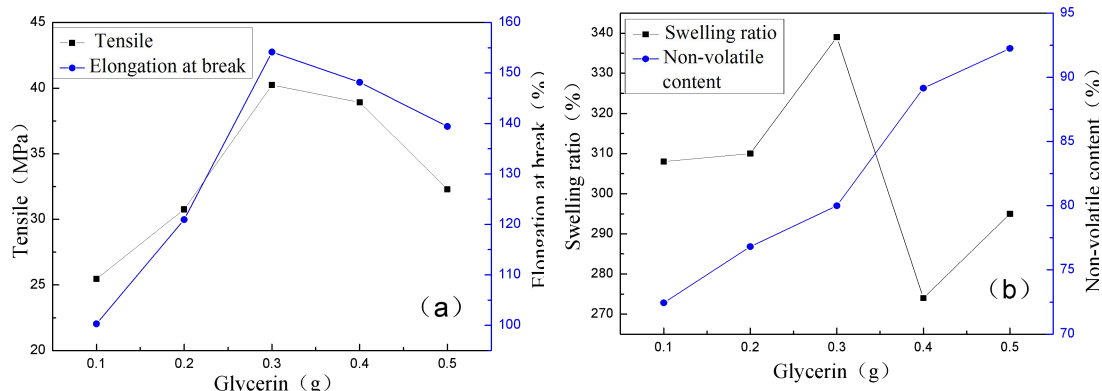 45
40
35
30
25
20
Tensile（MPa）
Tensile
Elongation at break
160
150
140
130
120
110
100
Elongation at break（%）
（a）
0.1 0.2 0.3 0.4 0.5
Glycerin（g）
340
330
320
310
300
290
280
270
Swelling ratio（%）
Swelling ratio
Non-volatile
content
95
90
85
80
75
70
Non-volatile content（%）
（b）
0.1 0.2 0.3 0.4 0.5
Glycerin（g）